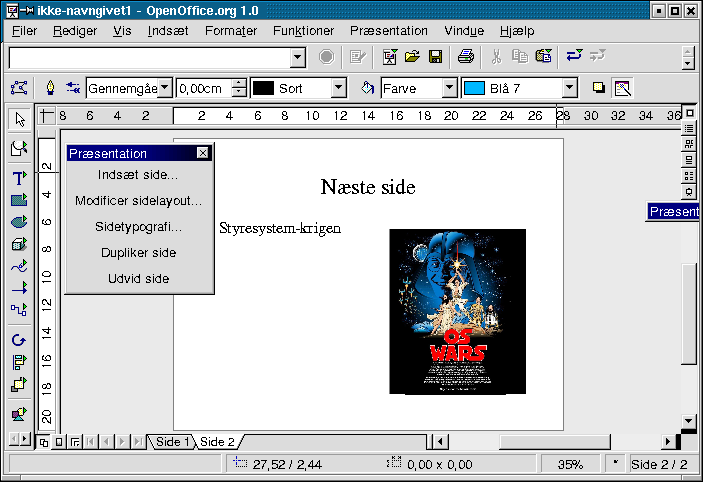 ikke-navngivet1 - OpenOffice.org 1.0
Filer Rediger Vis Indsæt Formater Funktioner Præsentation Vindue Hjælp
Gennemgåe 0,00cm Sort Farve Blå 7
8 6 4 2 2 4 6 8 10 12 14 16 18 20 22 24 26 28 30 32 34 36
2
4
6
8
10
12
14
16
18
20
Præsentation
Indsæt side...
Modificer sidelayout...
Sidetypografi...
Dupliker side
Udvid side
Præsent
Næste side
Styresystem-krigen
OS
WARS
Side 1 Side 2
27,52 / 2,44 0,00 x 0,00 35% * Side 2 / 2